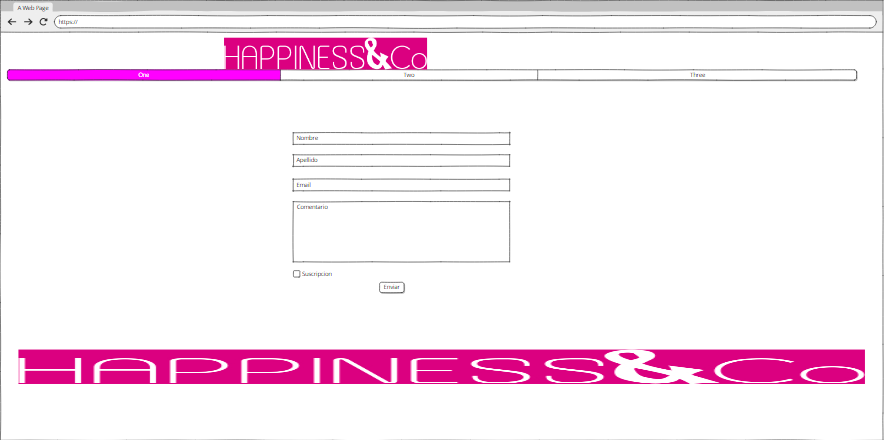 A Web Page
https://
HAPPINESS&Co
One Two Three
Nombre
Apellido
Email
Comentario
Suscripcion
Enviar
HAPPINESS&Co